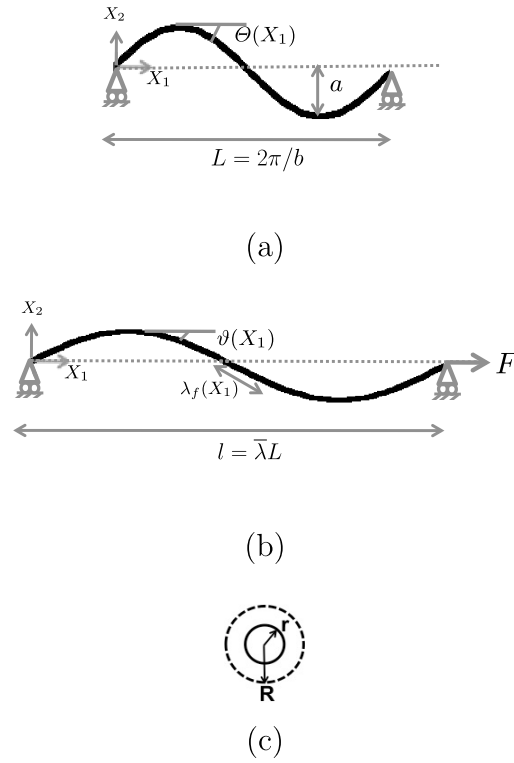 X₂
Θ(X₁)
X₁
a
L = 2π/b
(a)
X₂
ϑ(X₁)
X₁
λ_f(X₁)
F
l = λ̅L
(b)
r
R
(c)